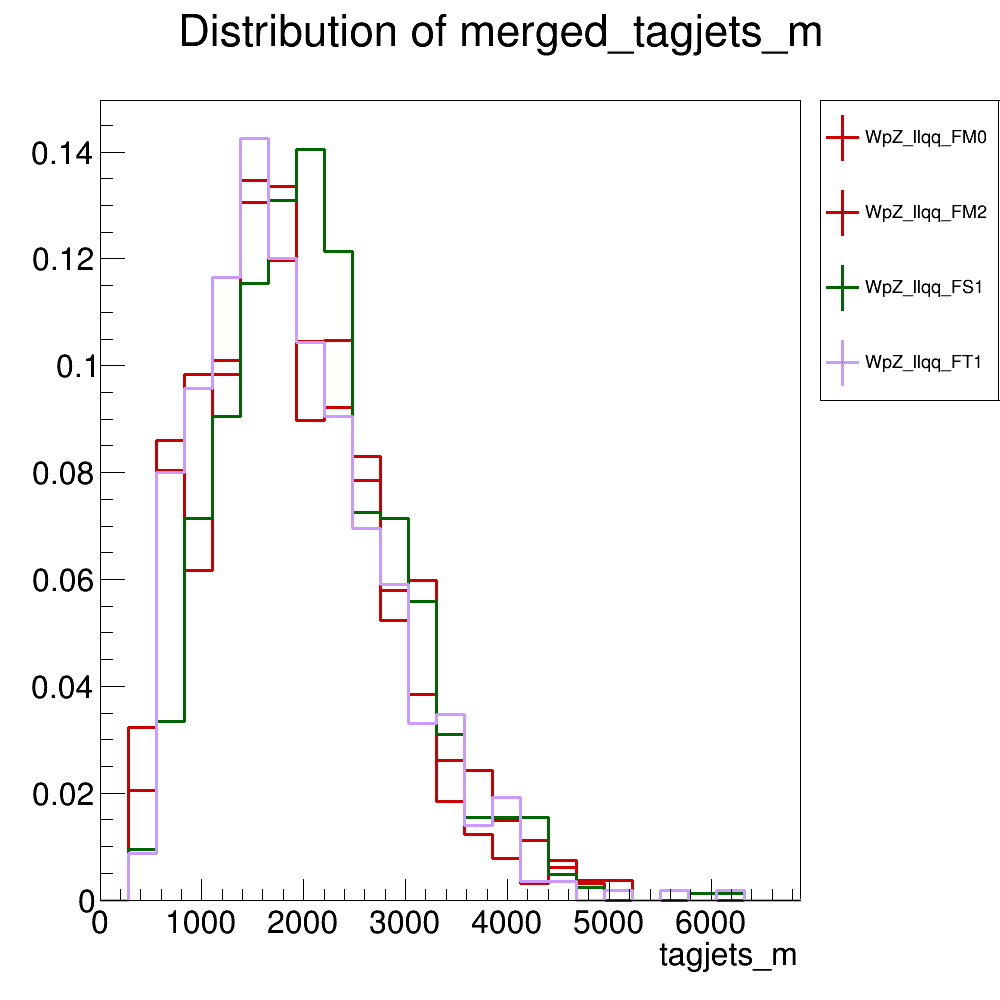 Distribution of merged_tagjets_m
0.14
0.12
0.1
0.08
0.06
0.04
0.02
0
0 1000 2000 3000 4000 5000 6000
tagjets_m
WpZ_llqq_FM0
WpZ_llqq_FM2
WpZ_llqq_FS1
WpZ_llqq_FT1